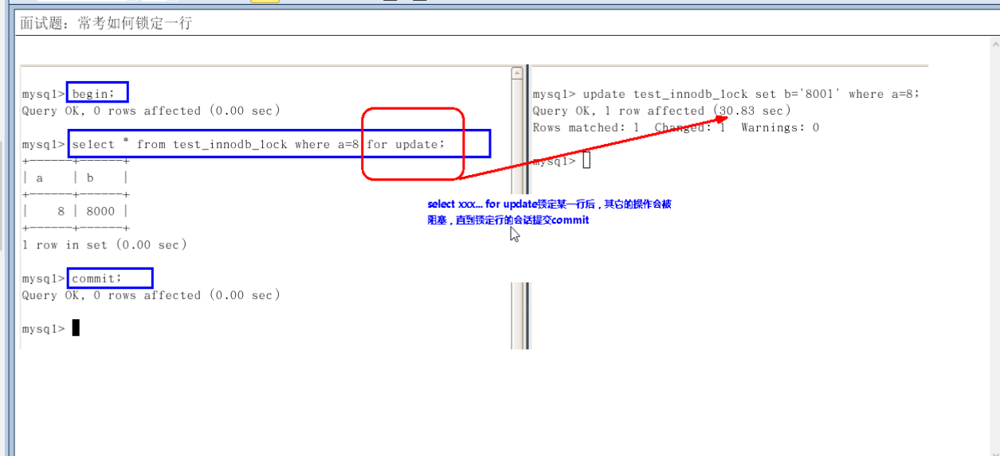 面试题：常考如何锁定一行
mysql> begin;
Query OK, 0 rows affected (0.00 sec)
mysql> select * from test_innodb_lock where a=8 for update;
+------+------+
| a    | b    |
+------+------+
|    8 | 8000 |
+------+------+
1 row in set (0.00 sec)
mysql> commit;
Query OK, 0 rows affected (0.00 sec)
mysql>
mysql> update test_innodb_lock set b='8001' where a=8;
Query OK, 1 row affected (30.83 sec)
Rows matched: 1  Changed: 1  Warnings: 0
mysql>
select xxx... for update锁定某一行后，其它的操作会被
阻塞，直到锁定行的会话提交commit